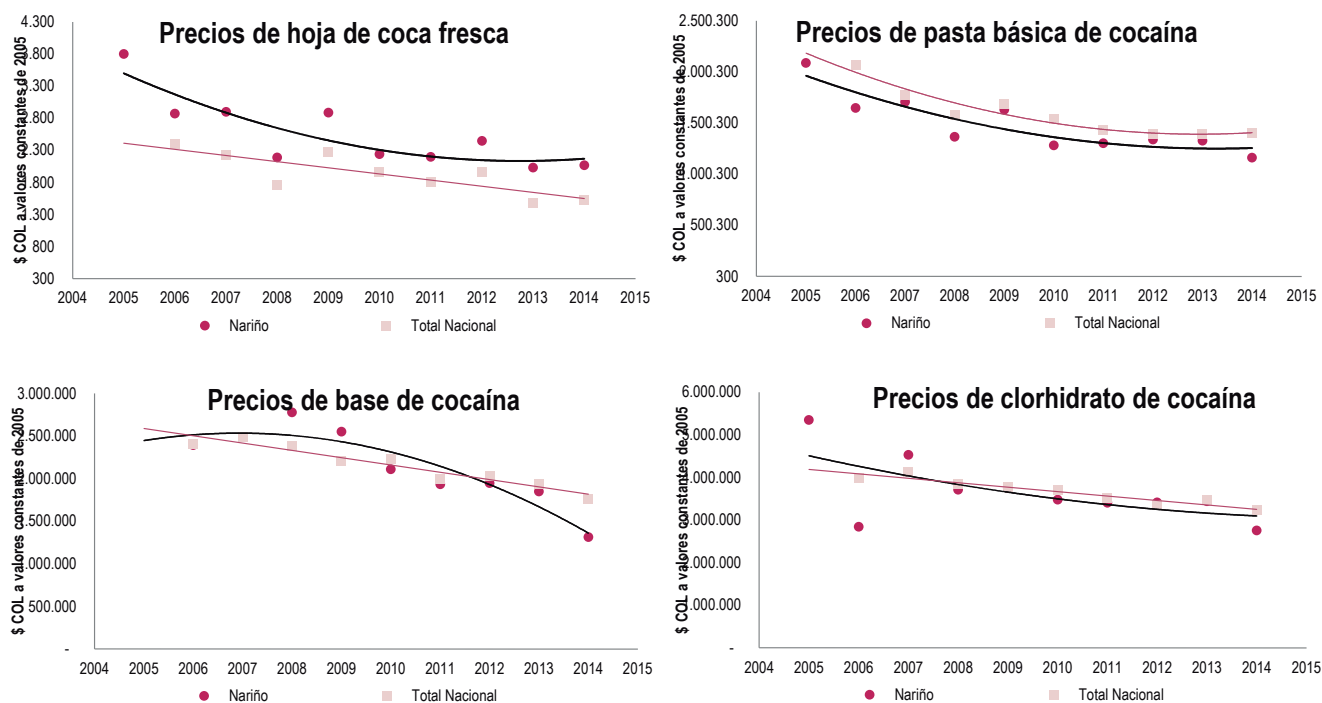 Precios de hoja de coca fresca
$ COL a valores constantes de 2005
4.300
.800
.300
.800
.300
.800
.300
800
300
2004 2005 2006 2007 2008 2009 2010 2011 2012 2013 2014 2015
Nariño Total Nacional
Precios de pasta básica de cocaína
$ COL a valores constantes de 2005
2.500.300
.000.300
.500.300
.000.300
500.300
300
2004 2005 2006 2007 2008 2009 2010 2011 2012 2013 2014 2015
Nariño Total Nacional
Precios de base de cocaína
$ COL a valores constantes de 2005
3.000.000
.500.000
.000.000
.500.000
.000.000
500.000
-
2004 2005 2006 2007 2008 2009 2010 2011 2012 2013 2014 2015
Nariño Total Nacional
Precios de clorhidrato de cocaína
$ COL a valores constantes de 2005
6.000.000
.000.000
.000.000
.000.000
.000.000
.000.000
-
2004 2005 2006 2007 2008 2009 2010 2011 2012 2013 2014 2015
Nariño Total Nacional